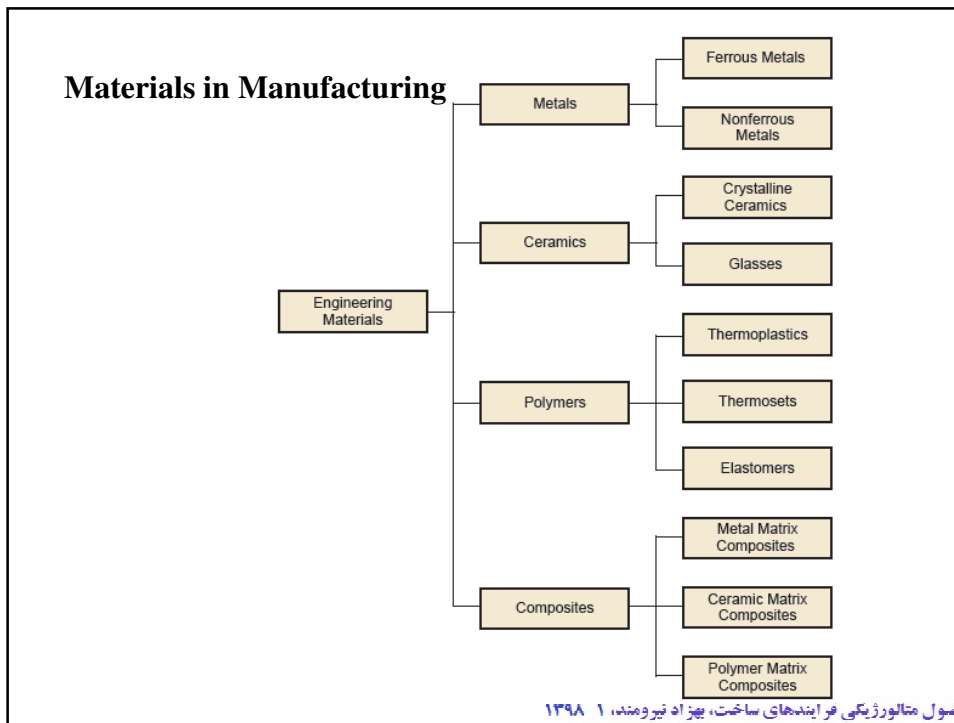 Materials in Manufacturing
Engineering
Materials
Metals
Ferrous Metals
Nonferrous
Metals
Ceramics
Crystalline
Ceramics
Glasses
Polymers
Thermoplastics
Thermosets
Elastomers
Composites
Metal Matrix
Composites
Ceramic Matrix
Composites
Polymer Matrix
Composites
متالورژیکی فرایندهای ساخت، بهزاد نیرومند، ۱ ۱۳۹۸